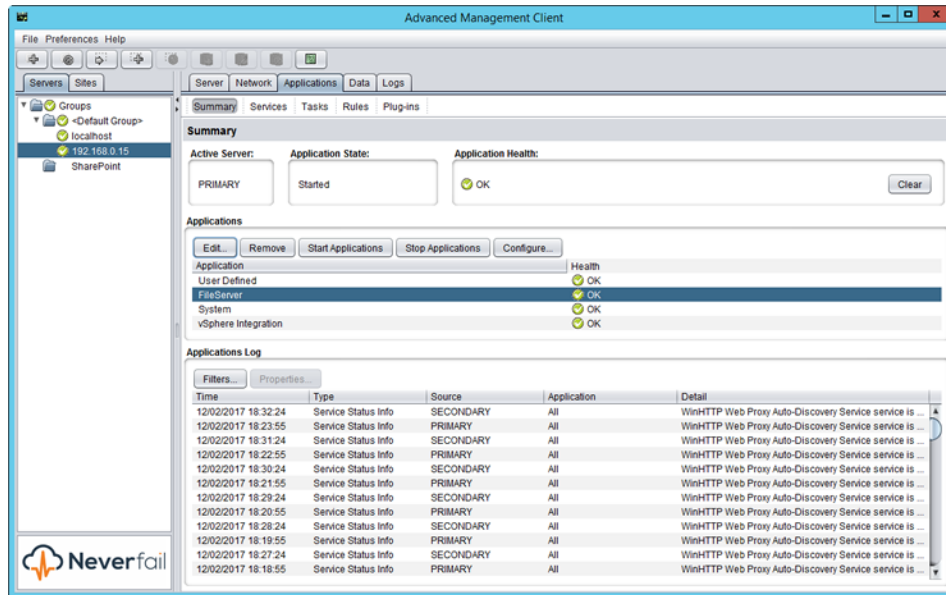 Advanced Management Client
File Preferences Help
Servers Sites
Server Network Applications Data Logs
Groups
<Default Group>
localhost
192.168.0.15
SharePoint
Summary Services Tasks Rules Plug-ins
Summary
Active Server: Application State: Application Health:
PRIMARY Started OK Clear
Applications
Edit... Remove Start Applications Stop Applications Configure...
Application Health
User Defined OK
FileServer OK
System OK
vSphere Integration OK
Applications Log
Filters... Properties...
Time Type Source Application Detail
12/02/2017 18:32:24 Service Status Info SECONDARY All WinHTTP Web Proxy Auto-Discovery Service service is ...
12/02/2017 18:23:55 Service Status Info PRIMARY All WinHTTP Web Proxy Auto-Discovery Service service is ...
12/02/2017 18:31:24 Service Status Info SECONDARY All WinHTTP Web Proxy Auto-Discovery Service service is ...
12/02/2017 18:22:55 Service Status Info PRIMARY All WinHTTP Web Proxy Auto-Discovery Service service is ...
12/02/2017 18:30:24 Service Status Info SECONDARY All WinHTTP Web Proxy Auto-Discovery Service service is ...
12/02/2017 18:21:55 Service Status Info PRIMARY All WinHTTP Web Proxy Auto-Discovery Service service is ...
12/02/2017 18:29:24 Service Status Info SECONDARY All WinHTTP Web Proxy Auto-Discovery Service service is ...
12/02/2017 18:20:55 Service Status Info PRIMARY All WinHTTP Web Proxy Auto-Discovery Service service is ...
12/02/2017 18:28:24 Service Status Info SECONDARY All WinHTTP Web Proxy Auto-Discovery Service service is ...
12/02/2017 18:19:55 Service Status Info PRIMARY All WinHTTP Web Proxy Auto-Discovery Service service is ...
12/02/2017 18:27:24 Service Status Info SECONDARY All WinHTTP Web Proxy Auto-Discovery Service service is ...
12/02/2017 18:18:55 Service Status Info PRIMARY All WinHTTP Web Proxy Auto-Discovery Service service is ...
Neverfail